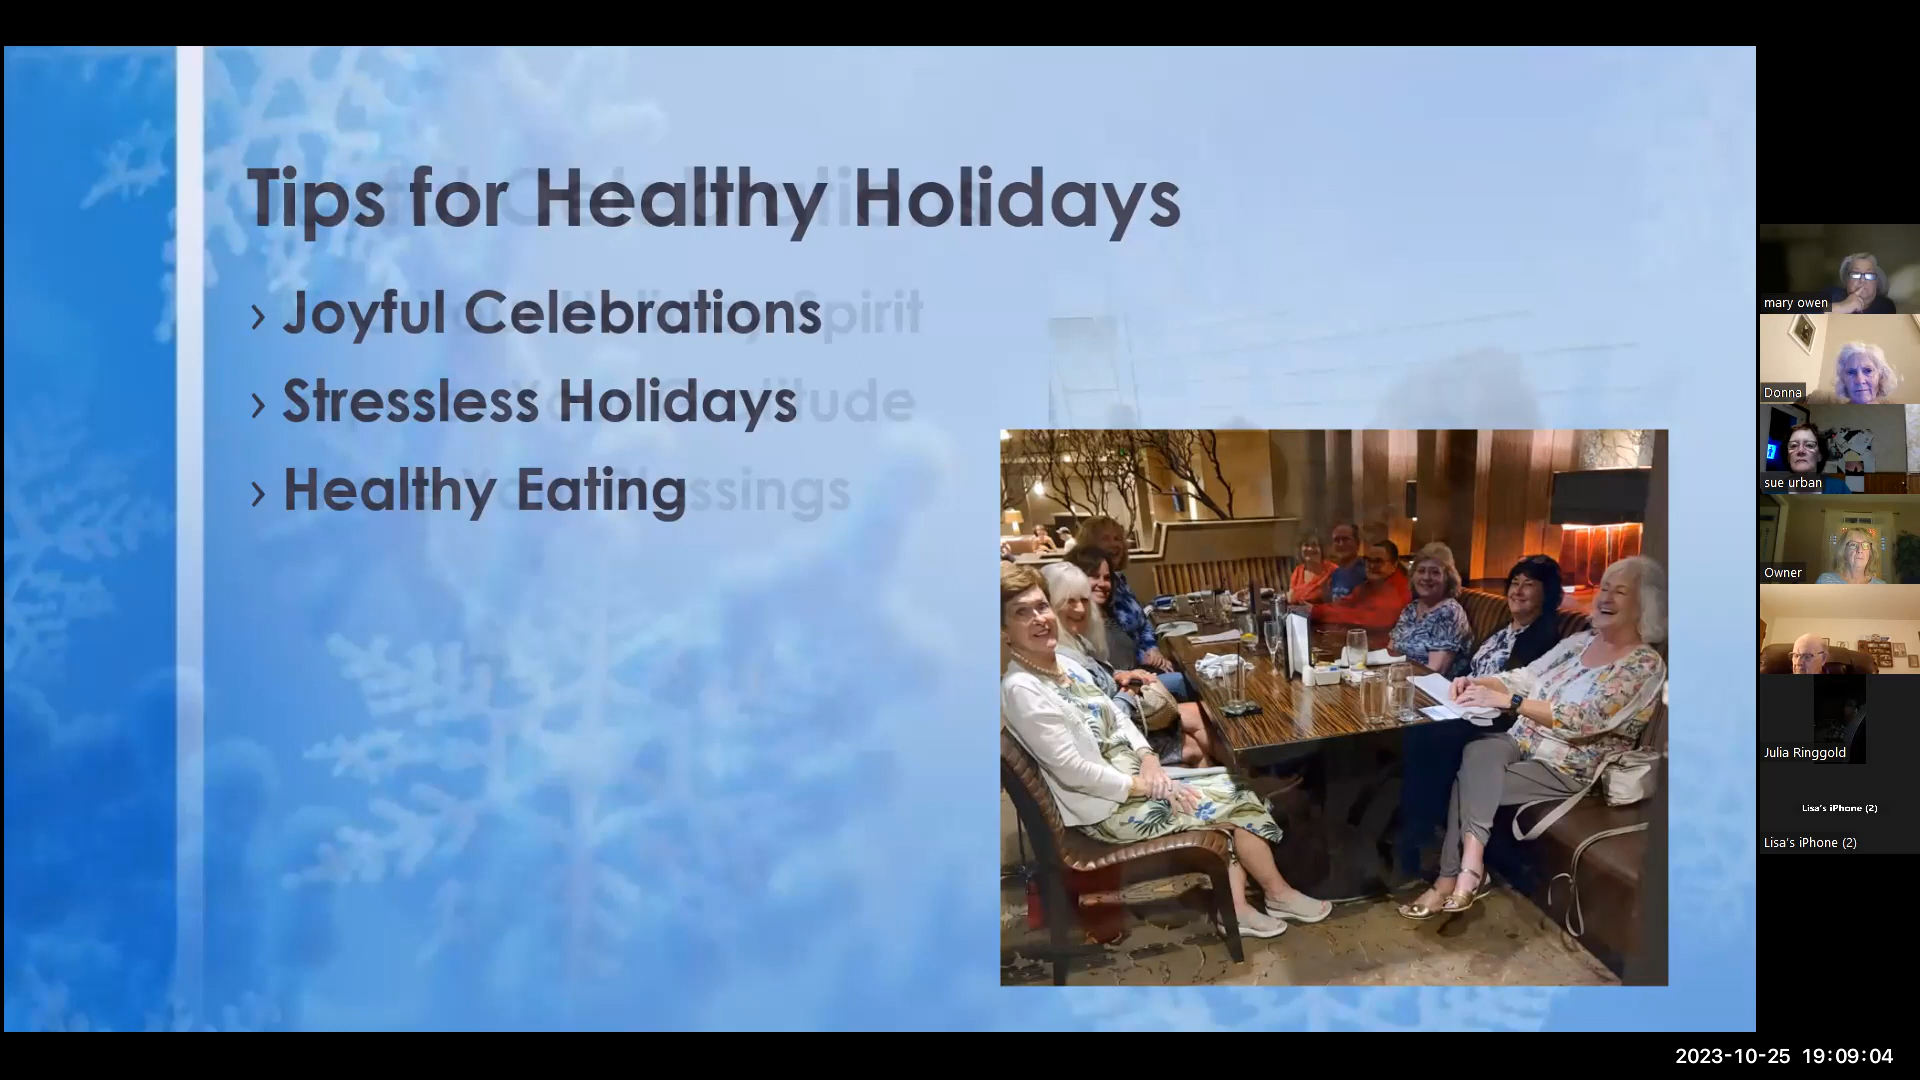 Tips for Healthy Holidays
› Joyful Celebrations
› Stressless Holidays
› Healthy Eating
mary owen
Donna
sue urban
Owner
Julia Ringgold
Lisa's iPhone (2)
Lisa's iPhone (2)
2023-10-25 19:09:04